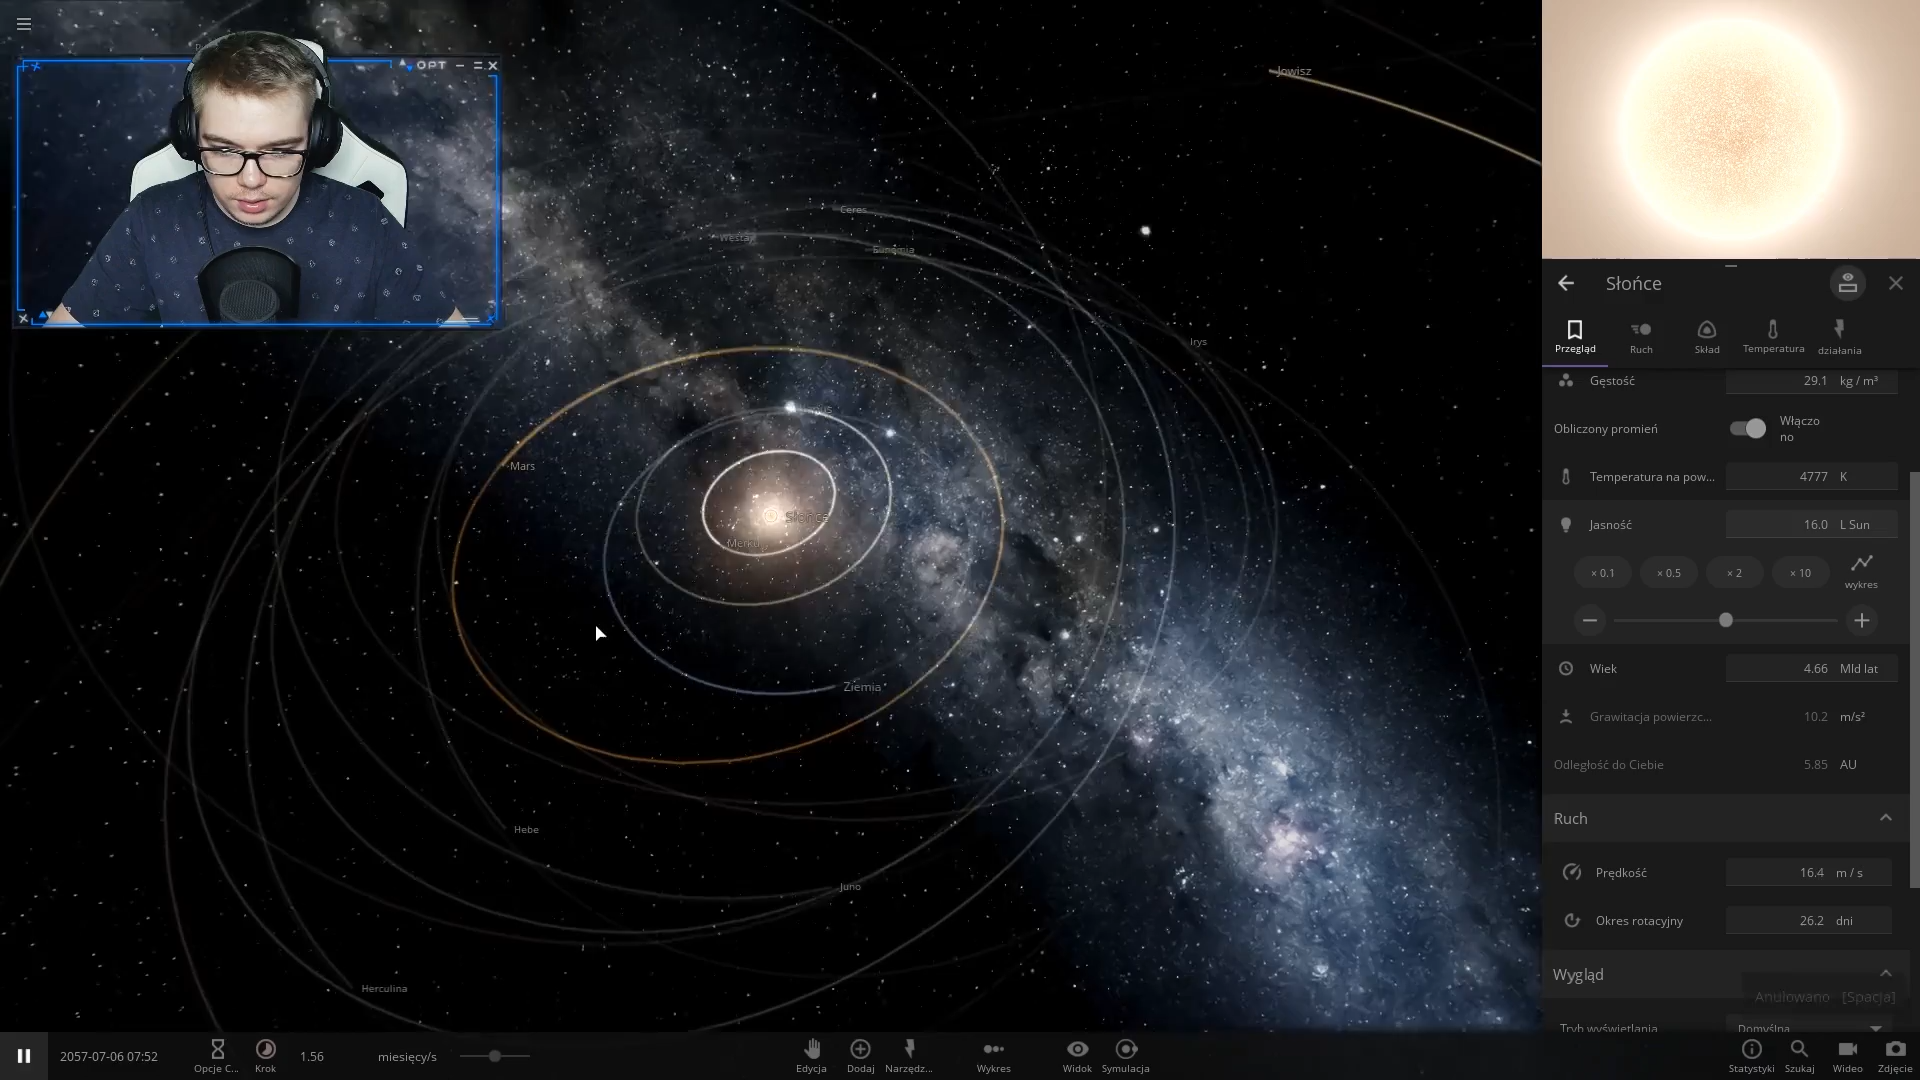 OPT
Jowisz
Ceres
Westa
Eunomia
Irys
Mars
Słońce
Merku
Ziemia
Hebe
Juno
Herculina
Słońce
Przegląd
Ruch
Skład
Temperatura
działania
Gęstość
29.1 kg / m³
Obliczony promień
Włączo
no
Temperatura na pow...
4777 K
Jasność
16.0 L Sun
× 0.1
× 0.5
× 2
× 10
wykres
Wiek
4.66 Mld lat
Grawitacja powierzc...
10.2 m/s²
Odległość do Ciebie
5.85 AU
Ruch
Prędkość
16.4 m / s
Okres rotacyjny
26.2 dni
Wygląd
Anulowano [Spacja]
Tryb wyświetlania
Domyślna
2057-07-06 07:52
Opcje C...
Krok
1.56
miesięcy/s
Edycja
Dodaj
Narzędz...
Wykres
Widok
Symulacja
Statystyki
Szukaj
Wideo
Zdjęcie